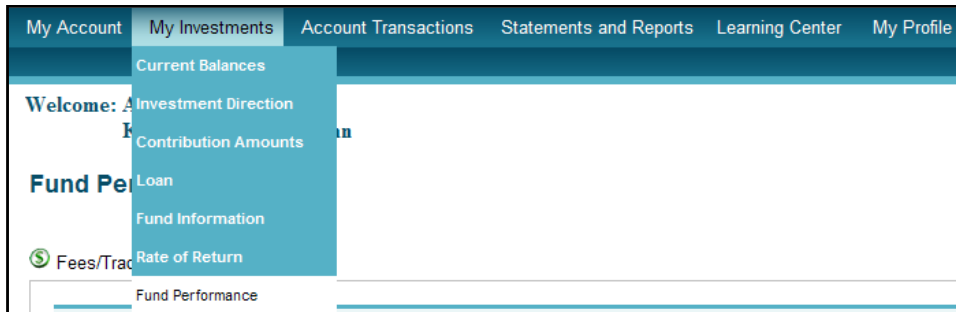 My Account My Investments Account Transactions Statements and Reports Learning Center My Profile
Current Balances
Welcome: A
Investment Direction
Contribution Amounts
Loan
Fund Per
Fund Information
Rate of Return
Fees/Trad
Fund Performance